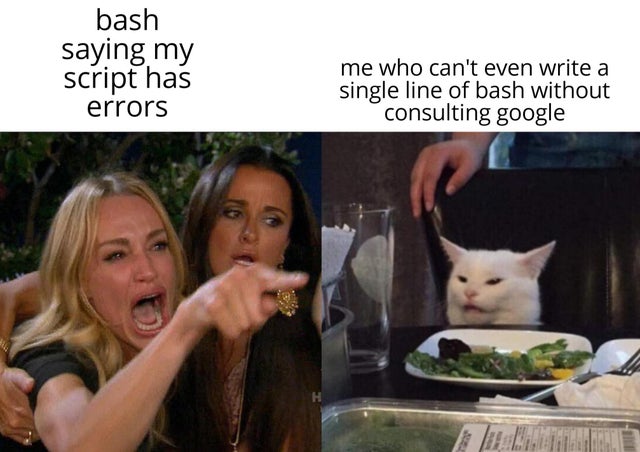 bash
saying my
script has
errors
me who can't even write a
single line of bash without
consulting google